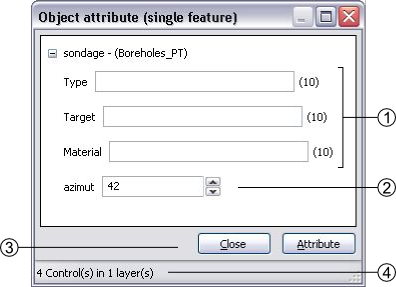 Object attribute (single feature)
sondage - (Boreholes_PT)
Type (10)
1
Target (10)
Material (10)
azimut 42
2
3
Close Attribute
4 Control(s) in 1 layer(s)
4